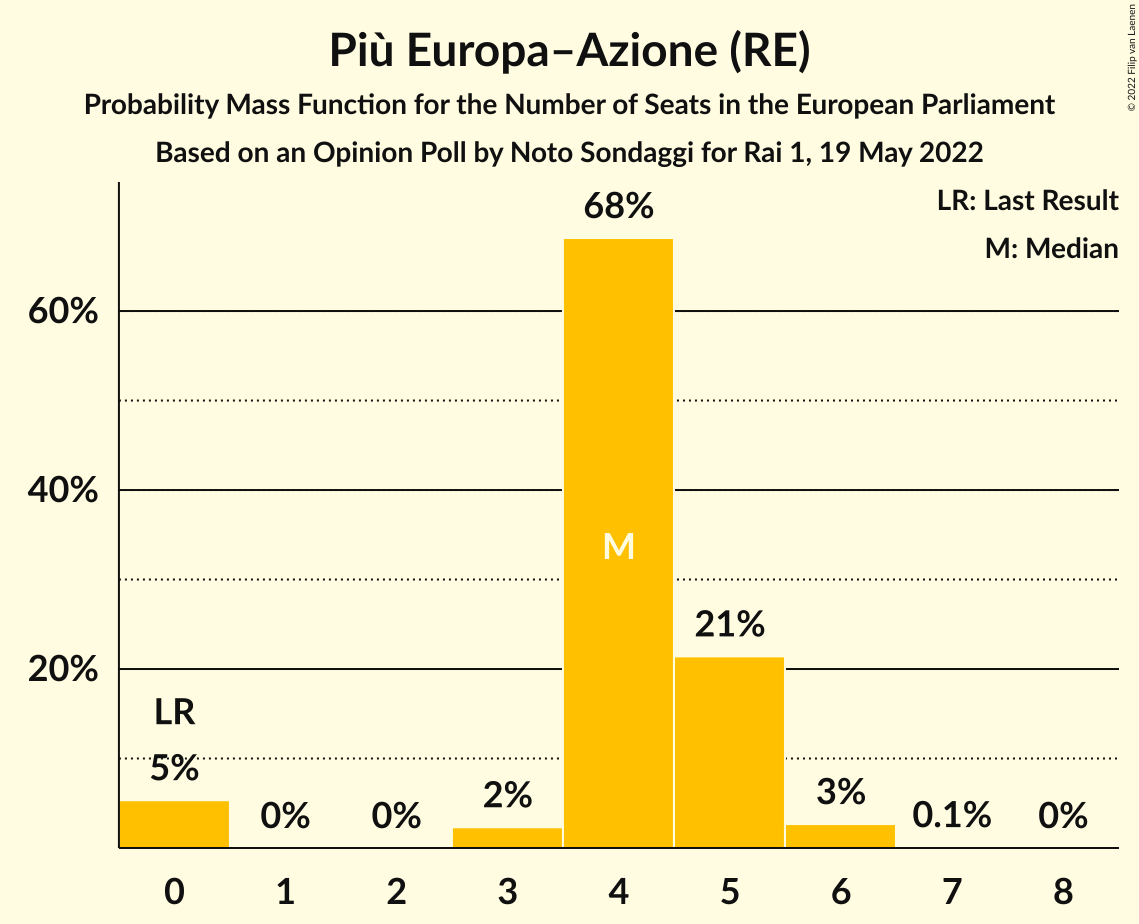 Più Europa–Azione (RE)
Probability Mass Function for the Number of Seats in the European Parliament
Based on an Opinion Poll by Noto Sondaggi for Rai 1, 19 May 2022
© 2022 Filip van Laenen
LR: Last Result
M: Median
68%
60%
40%
M
21%
20%
LR
5%
0%
0%
2%
3%
0.1%
0%
0
1
2
3
4
5
6
7
8